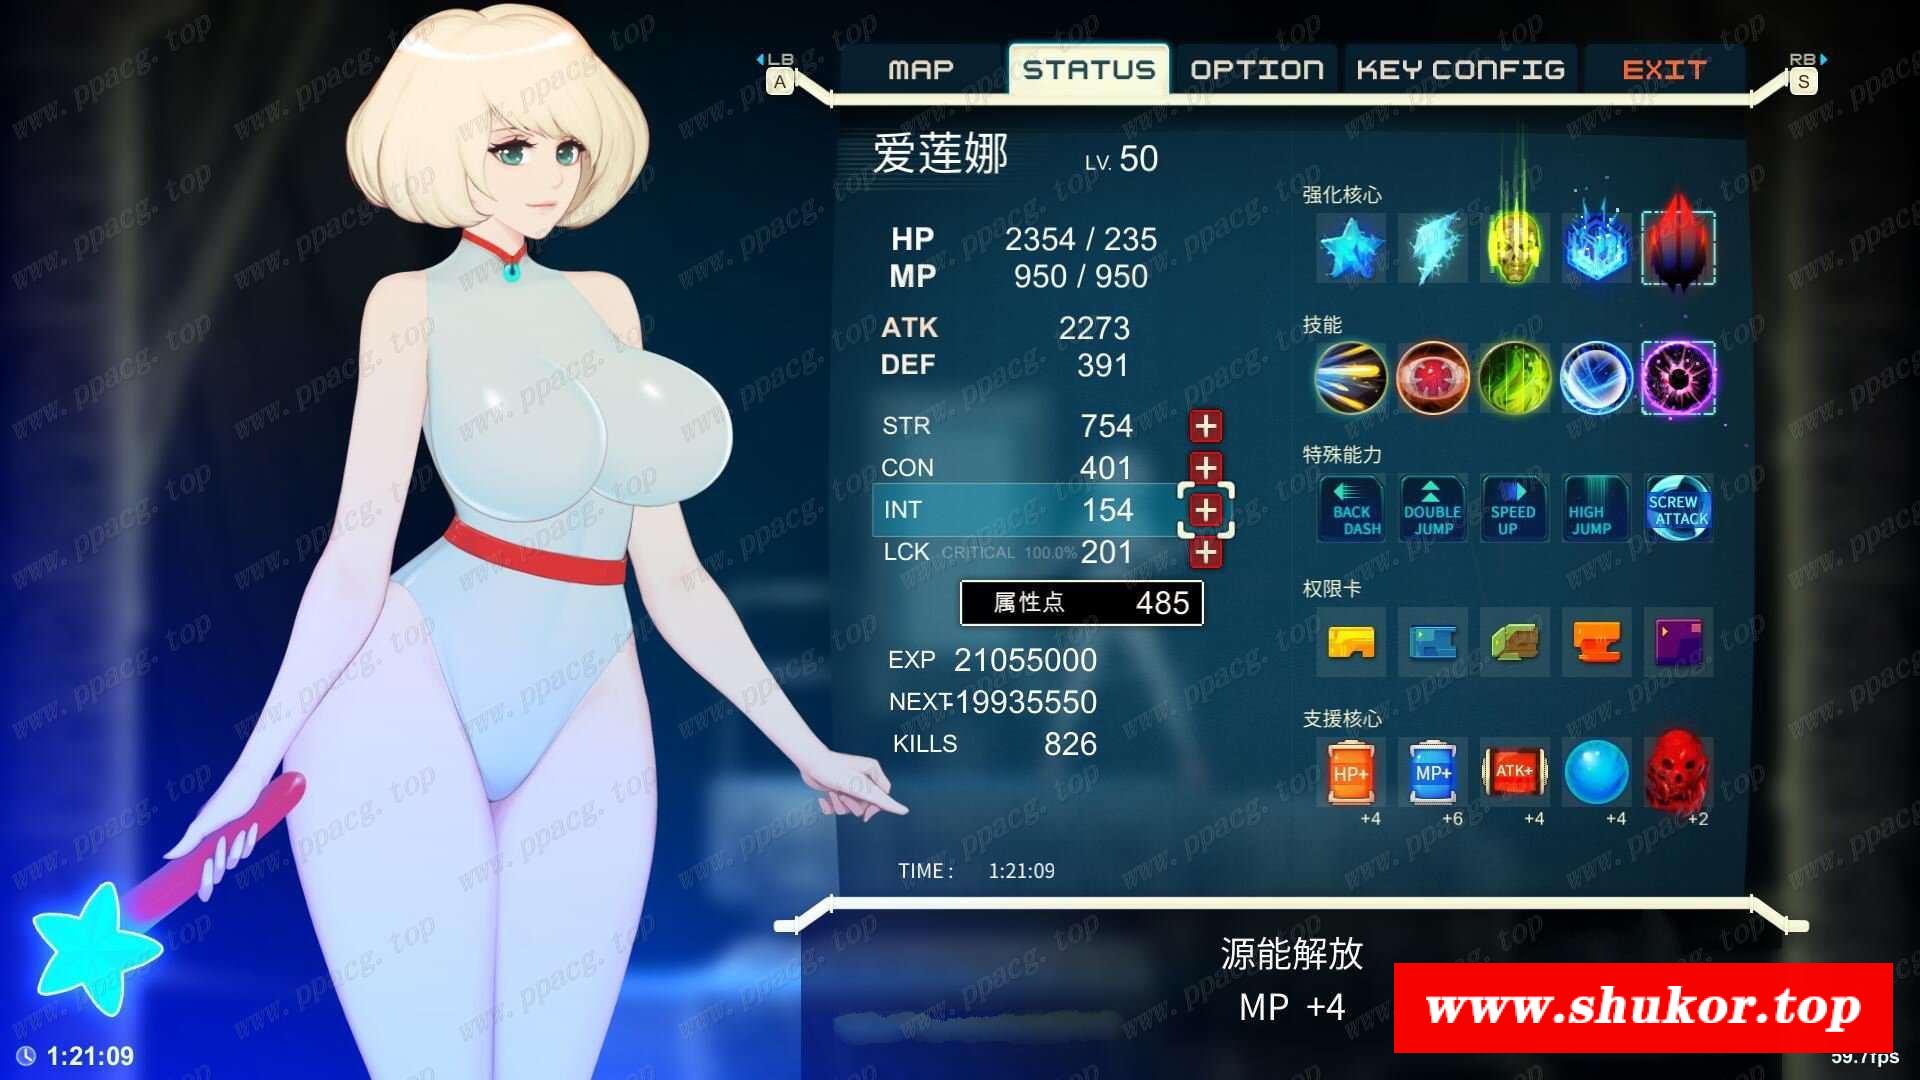 LB
A
MAP
STATUS
OPTION
KEY CONFIG
EXIT
RB
S
爱莲娜
LV. 50
HP 2354 / 235
MP 950 / 950
ATK 2273
DEF 391
STR 754 +
CON 401 +
INT 154 +
LCK CRITICAL 100.0% 201 +
属性点 485
EXP 21055000
NEXT -19935550
KILLS 826
TIME : 1:21:09
强化核心
技能
特殊能力
BACK DASH
DOUBLE JUMP
SPEED UP
HIGH JUMP
SCREW ATTACK
权限卡
支援核心
HP+
MP+
ATK+
+4
+6
+4
+4
+2
源能解放
MP +4
www.shukor.top
1:21:09
59.7fps
www.ppacg.top